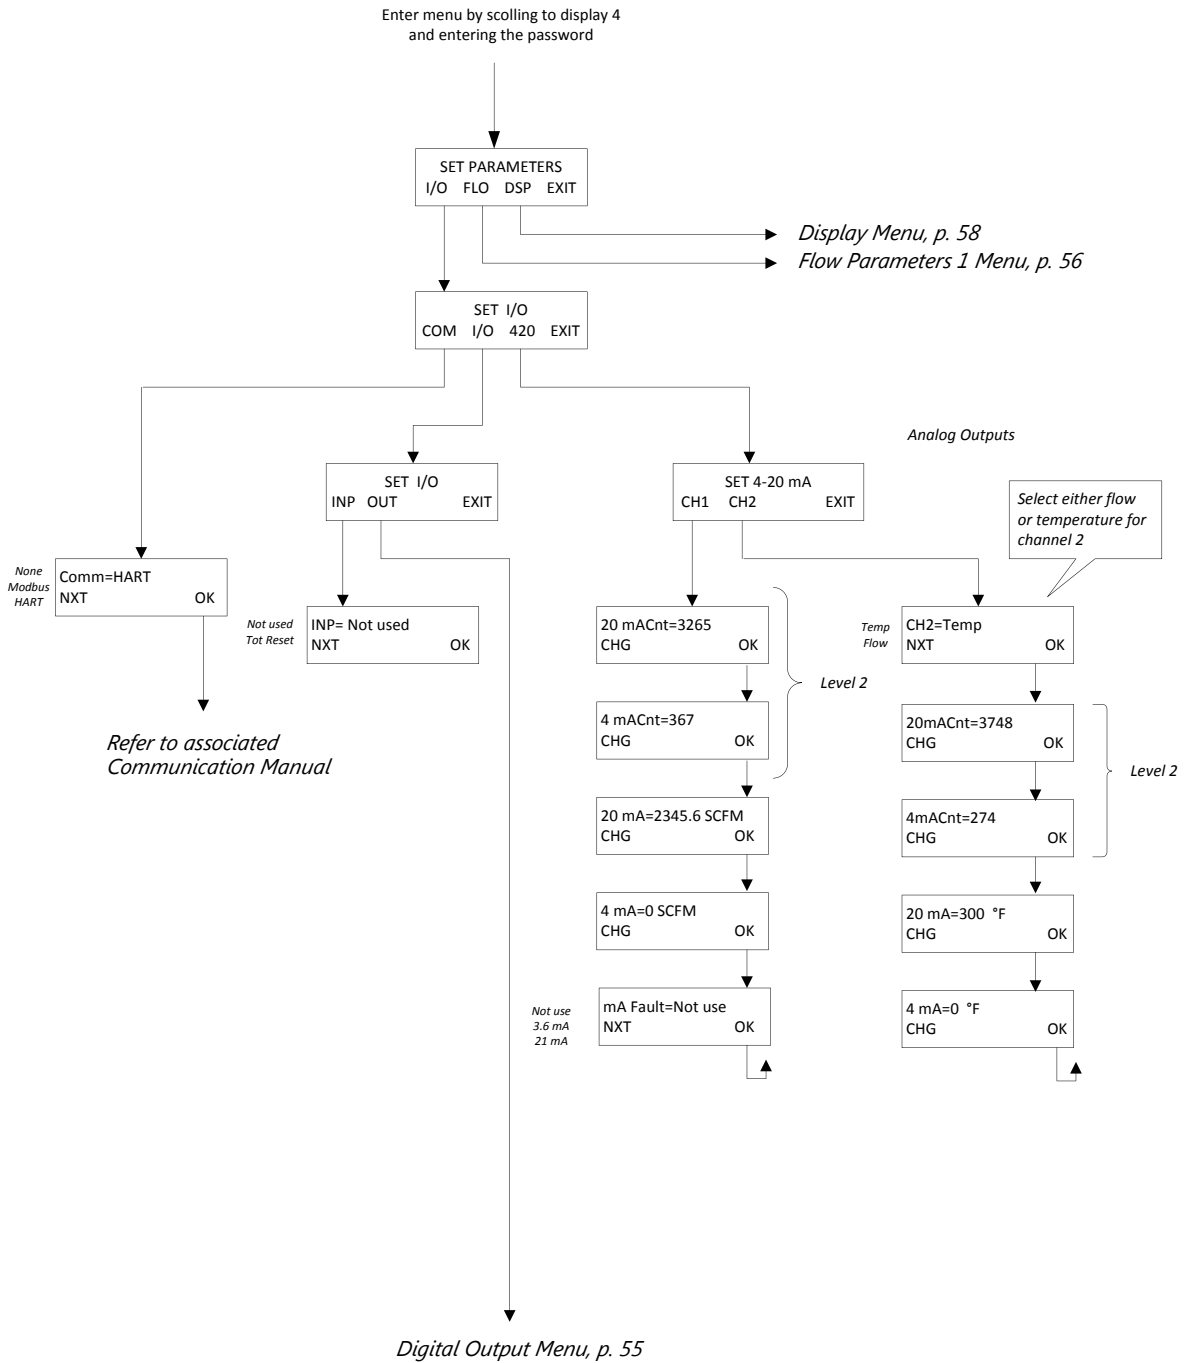 Enter menu by scolling to display 4
and entering the password
SET PARAMETERS
I/O FLO DSP EXIT
Display Menu, p. 58
Flow Parameters 1 Menu, p. 56
SET I/O
COM I/O 420 EXIT
Analog Outputs
SET I/O
INP OUT EXIT
SET 4-20 mA
CH1 CH2 EXIT
Select either flow
or temperature for
channel 2
None
Modbus
HART
Comm=HART
NXT OK
Refer to associated
Communication Manual
Not used
Tot Reset
INP= Not used
NXT OK
20 mACnt=3265
CHG OK
4 mACnt=367
CHG OK
Level 2
20 mA=2345.6 SCFM
CHG OK
4 mA=0 SCFM
CHG OK
Not use
3.6 mA
21 mA
mA Fault=Not use
NXT OK
Temp
Flow
CH2=Temp
NXT OK
20mACnt=3748
CHG OK
4mACnt=274
CHG OK
Level 2
20 mA=300 °F
CHG OK
4 mA=0 °F
CHG OK
Digital Output Menu, p. 55